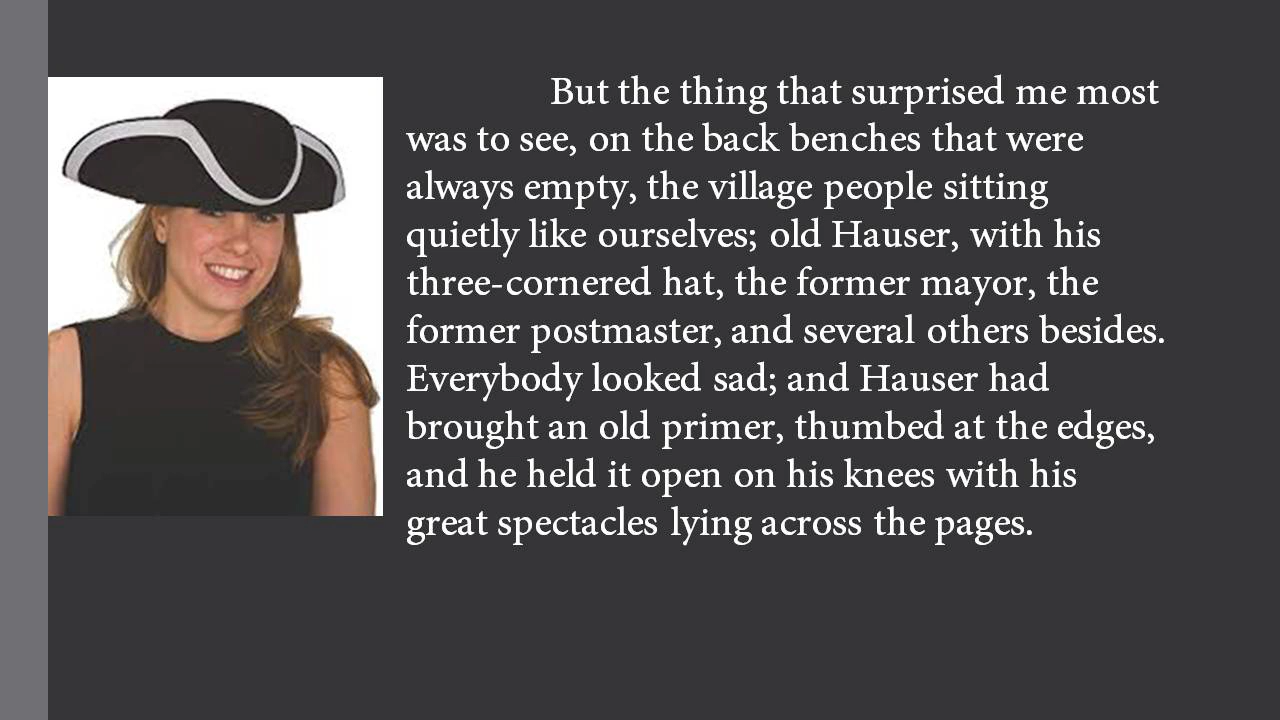 But the thing that surprised me most
was to see, on the back benches that were
always empty, the village people sitting
quietly like ourselves; old Hauser, with his
three-cornered hat, the former mayor, the
former postmaster, and several others besides.
Everybody looked sad; and Hauser had
brought an old primer, thumbed at the edges,
and he held it open on his knees with his
great spectacles lying across the pages.